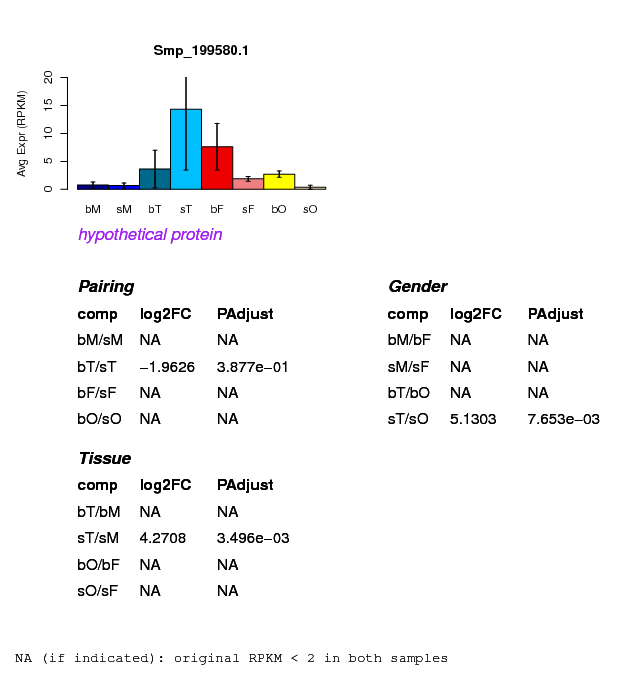 Smp_199580.1
Avg Expr (RPKM)
20
15
10
5
0
bM sM bT sT bF sF bO sO
hypothetical protein
Pairing
comp log2FC PAdjust
bM/sM NA NA
bT/sT −1.9626 3.877e−01
bF/sF NA NA
bO/sO NA NA
Gender
comp log2FC PAdjust
bM/bF NA NA
sM/sF NA NA
bT/bO NA NA
sT/sO 5.1303 7.653e−03
Tissue
comp log2FC PAdjust
bT/bM NA NA
sT/sM 4.2708 3.496e−03
bO/bF NA NA
sO/sF NA NA
NA (if indicated): original RPKM < 2 in both samples